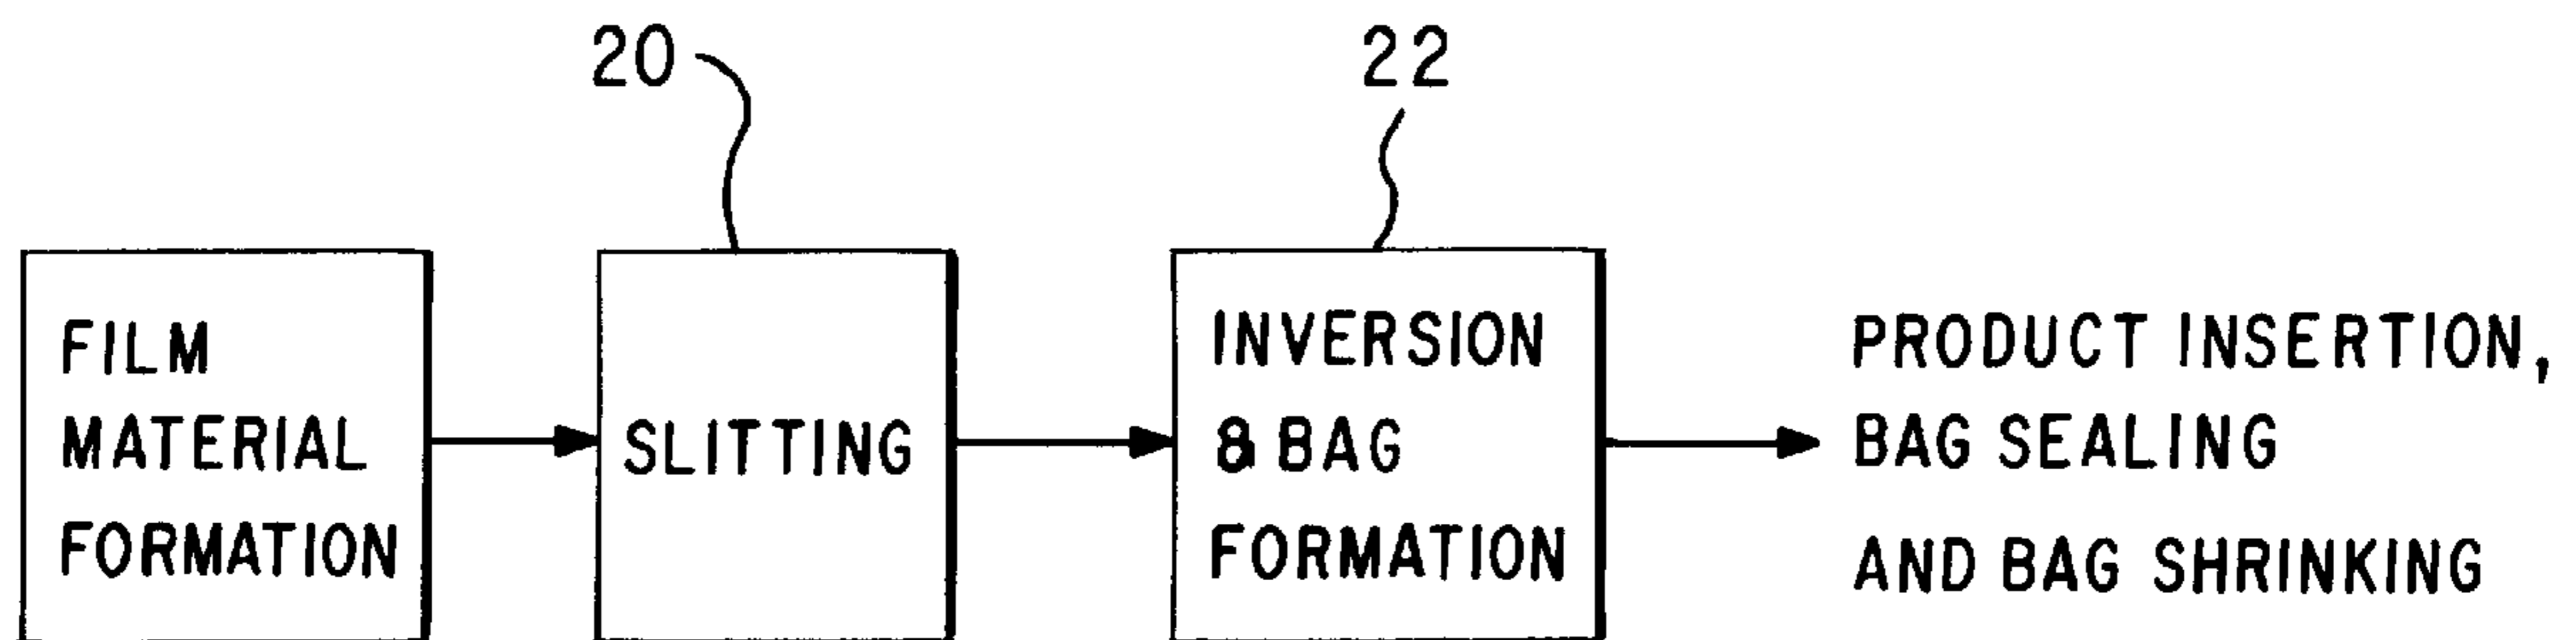 20
22
FILM
MATERIAL
FORMATION
SLITTING
INVERSION
& BAG
FORMATION
PRODUCT INSERTION,
BAG SEALING
AND BAG SHRINKING